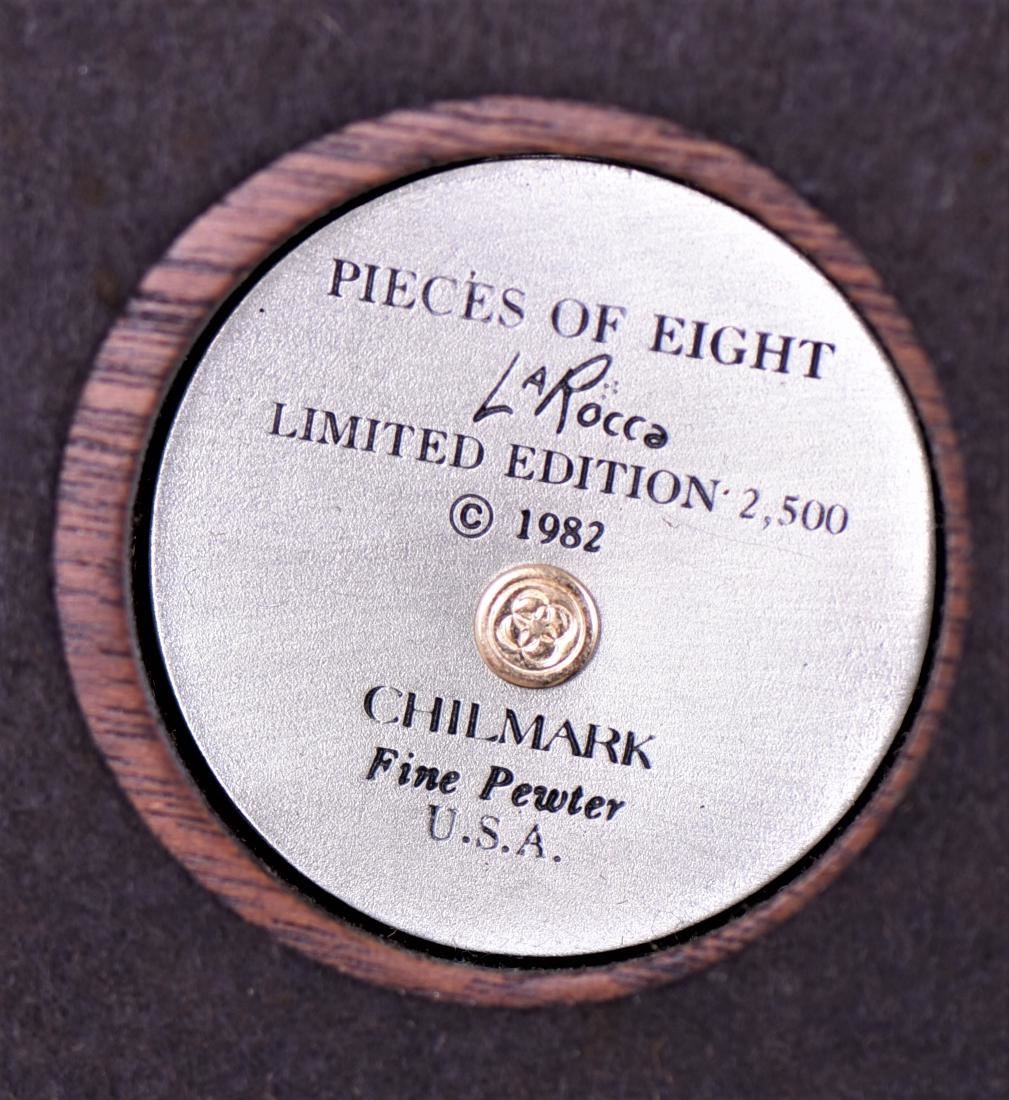 PIECES OF EIGHT
LaRocca
LIMITED EDITION 2,500
© 1982
CHILMARK
Fine Pewter
U.S.A.